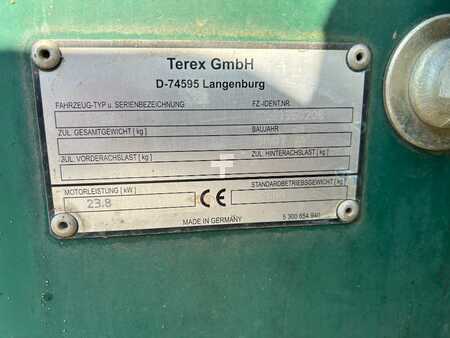 Terex GmbH
D-74595 Langenburg
FAHRZEUG-TYP u. SERIENBEZEICHNUNG FZ-IDENT.NR.
ZUL. GESAMTGEWICHT [ kg ] BAUJAHR
ZUL. VORDERACHSLAST [ kg ] ZUL. HINTERACHSLAST [ kg ]
MOTORLEISTUNG [ kW ] STANDARDBETRIEBSGEWICHT [ kg ]
23.8 CE
MADE IN GERMANY 5 300 654 940